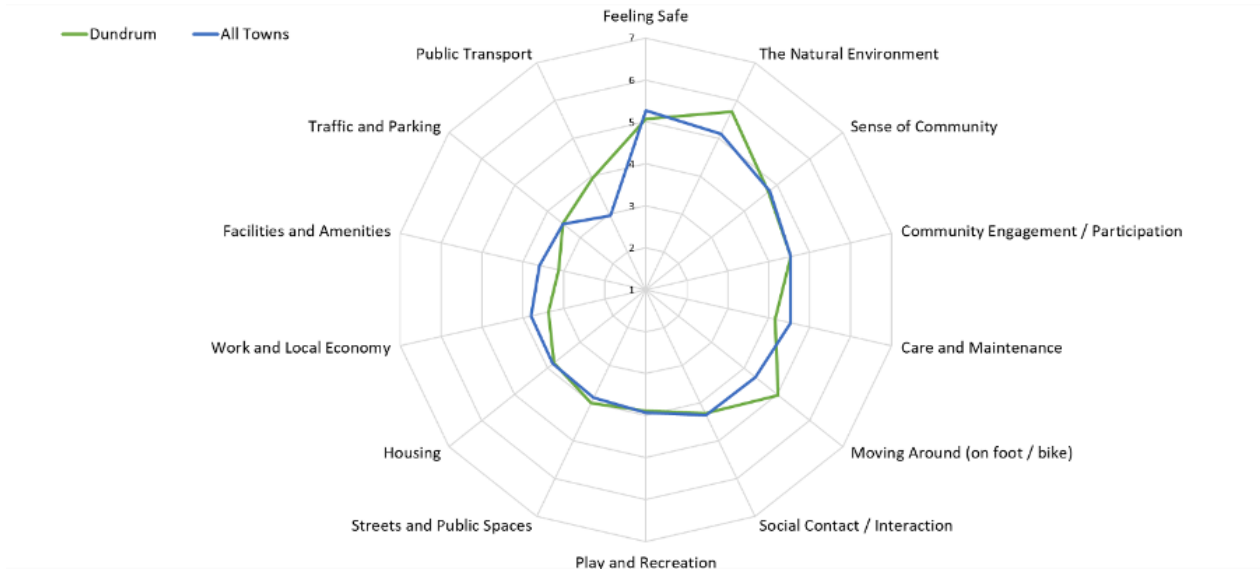 Dundrum
All Towns
Feeling Safe
The Natural Environment
Sense of Community
Community Engagement / Participation
Care and Maintenance
Moving Around (on foot / bike)
Social Contact / Interaction
Play and Recreation
Streets and Public Spaces
Housing
Work and Local Economy
Facilities and Amenities
Traffic and Parking
Public Transport
7
6
5
4
3
2
1